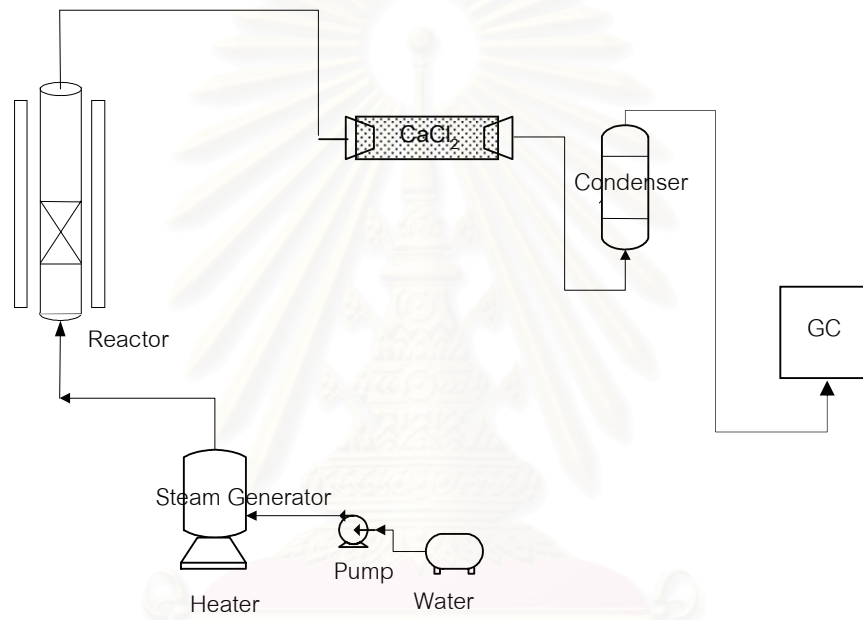 CaCl₂
Condenser
GC
Reactor
Steam Generator
Pump
Heater
Water